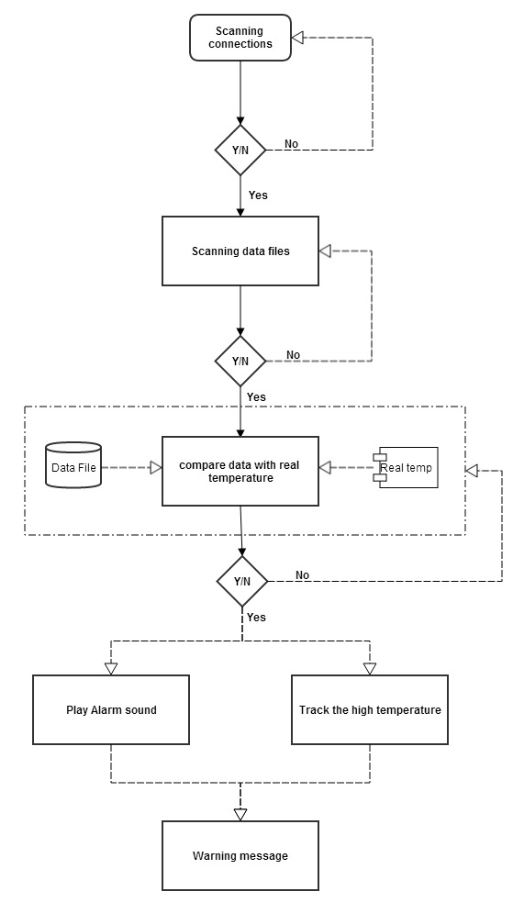 Scanning
connections
Y/N
No
Yes
Scanning data files
Y/N
No
Yes
Data File
compare data with real
temperature
Real temp
Y/N
No
Yes
Play Alarm sound
Track the high temperature
Warning message